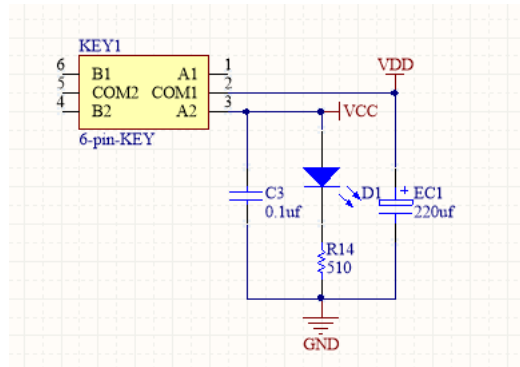 KEY1
6 B1 A1 1
5 COM2 COM1 2
4 B2 A2 3
6-pin-KEY
VDD
VCC
C3
0.1uf
D1
EC1
+
220uf
R14
510
GND